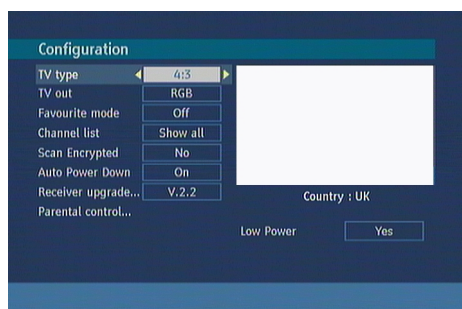 Configuration
TV type 4:3
TV out RGB
Favourite mode Off
Channel list Show all
Scan Encrypted No
Auto Power Down On
Receiver upgrade... V.2.2
Parental control...
Country : UK
Low Power Yes